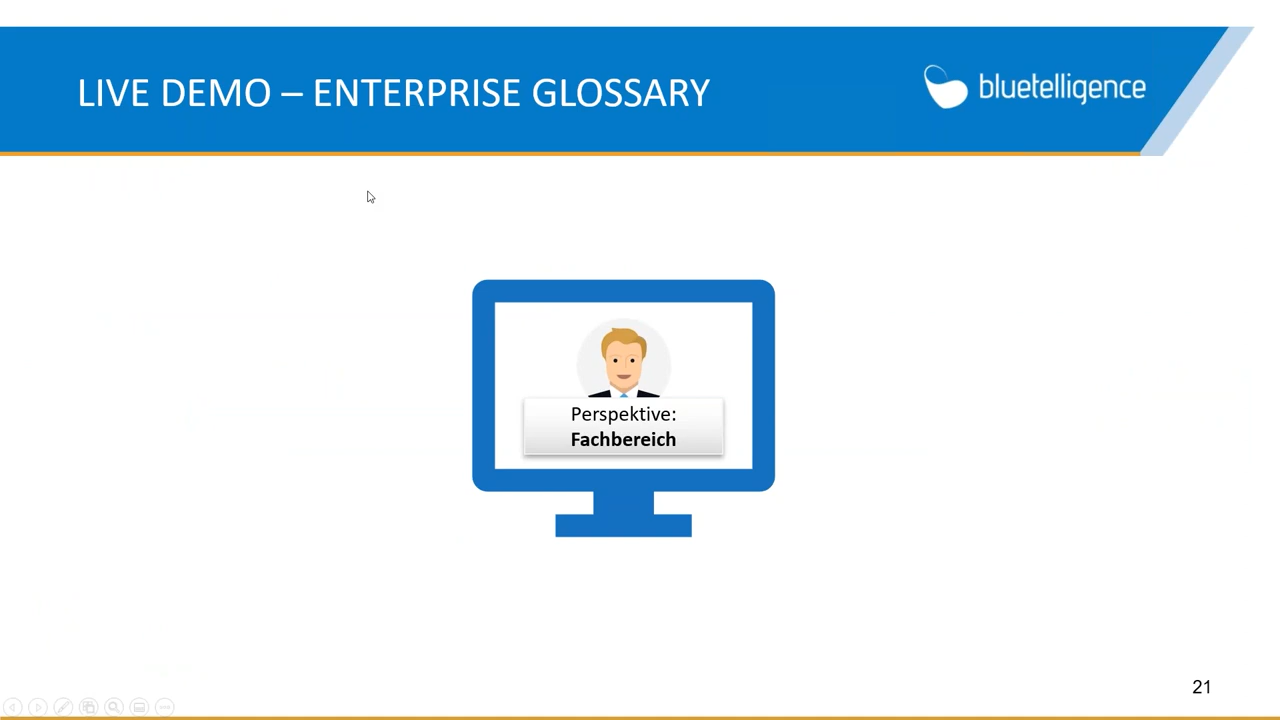 LIVE DEMO – ENTERPRISE GLOSSARY
bluetelligence
Perspektive:
Fachbereich
21